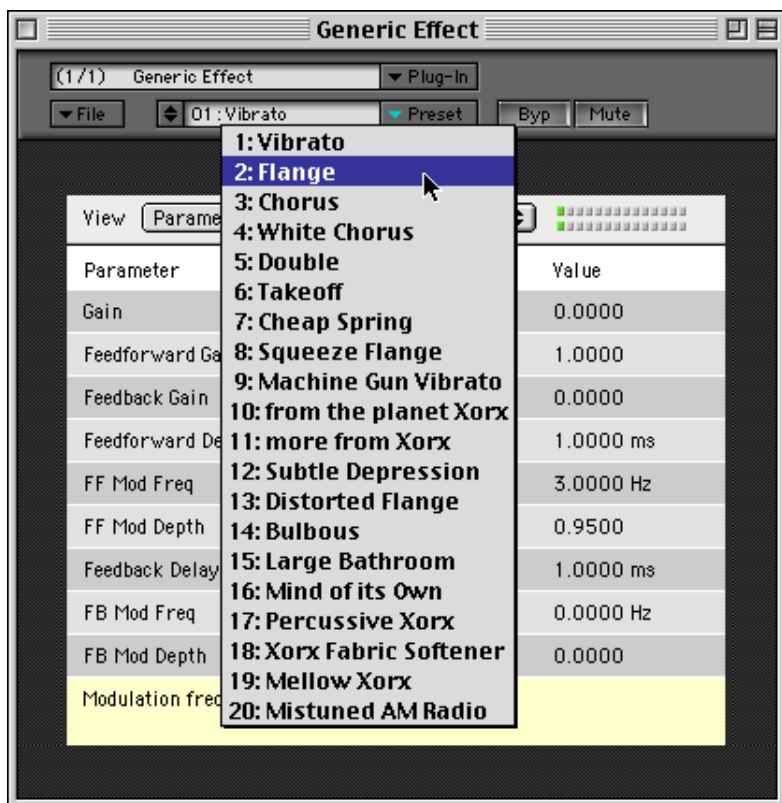 Generic Effect
(1/1) Generic Effect Plug-In
File 01:Vibrato Preset Byp Mute
1: Vibrato
2: Flange
3: Chorus
4: White Chorus
5: Double
6: Takeoff
7: Cheap Spring
8: Squeeze Flange
9: Machine Gun Vibrato
10: from the planet Xorx
11: more from Xorx
12: Subtle Depression
13: Distorted Flange
14: Bulbous
15: Large Bathroom
16: Mind of its Own
17: Percussive Xorx
18: Xorx Fabric Softener
19: Mellow Xorx
20: Mistuned AM Radio
View Parame
Parameter Value
Gain 0.0000
Feedforward Ga 1.0000
Feedback Gain 0.0000
Feedforward De 1.0000 ms
FF Mod Freq 3.0000 Hz
FF Mod Depth 0.9500
Feedback Delay 1.0000 ms
FB Mod Freq 0.0000 Hz
FB Mod Depth 0.0000
Modulation freq